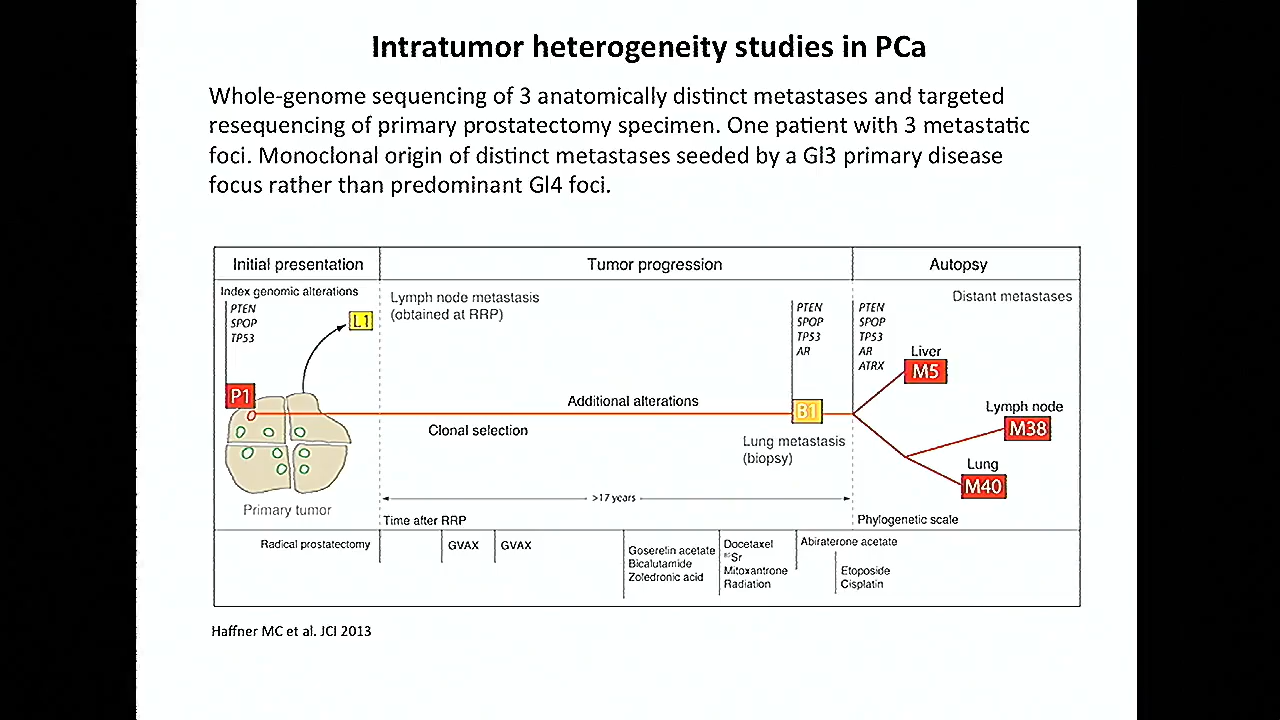 Intratumor heterogeneity studies in PCa
Whole-genome sequencing of 3 anatomically distinct metastases and targeted
resequencing of primary prostatectomy specimen. One patient with 3 metastatic
foci. Monoclonal origin of distinct metastases seeded by a Gl3 primary disease
focus rather than predominant Gl4 foci.
Initial presentation
Tumor progression
Autopsy
Index genomic alterations
PTEN
SPOP
TP53
L1
P1
Primary tumor
Lymph node metastasis
(obtained at RRP)
Additional alterations
Clonal selection
PTEN
SPOP
TP53
AR
B1
Lung metastasis
(biopsy)
>17 years
Time after RRP
Distant metastases
PTEN
SPOP
TP53
AR
ATRX
Liver
M5
Lymph node
M38
Lung
M40
Phylogenetic scale
Radical prostatectomy
GVAX
GVAX
Goserelin acetate
Bicalutamide
Zoledronic acid
Docetaxel
Sr
Mitoxantrone
Radiation
Abiraterone acetate
Etoposide
Cisplatin
Haffner MC et al. JCI 2013